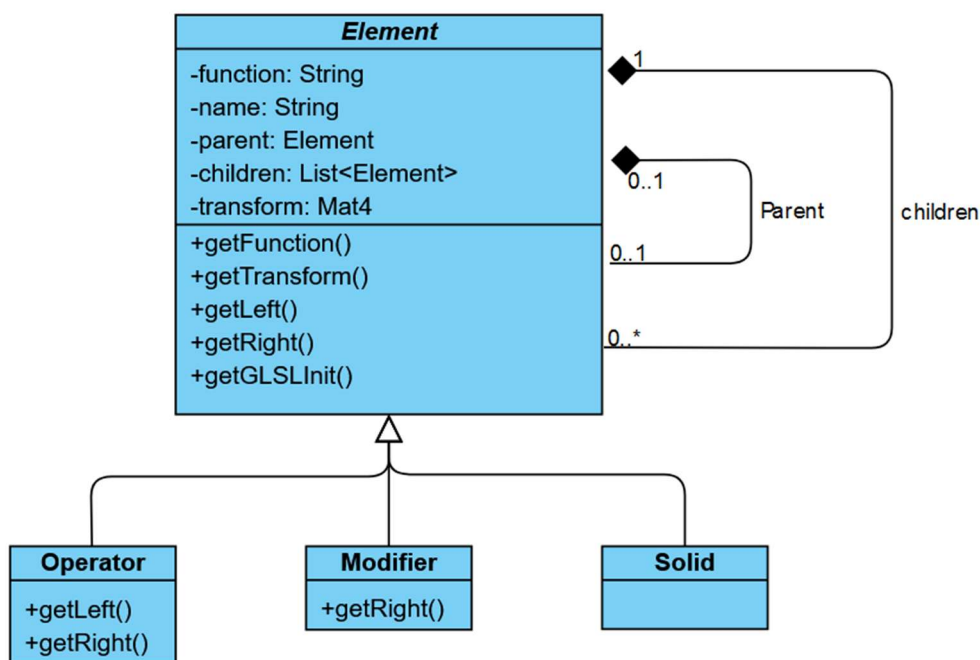 Element
-function: String
-name: String
-parent: Element
-children: List<Element>
-transform: Mat4
+getFunction()
+getTransform()
+getLeft()
+getRight()
+getGLSLInit()
1
0..1
Parent
children
0..1
0..*
Operator
+getLeft()
+getRight()
Modifier
+getRight()
Solid